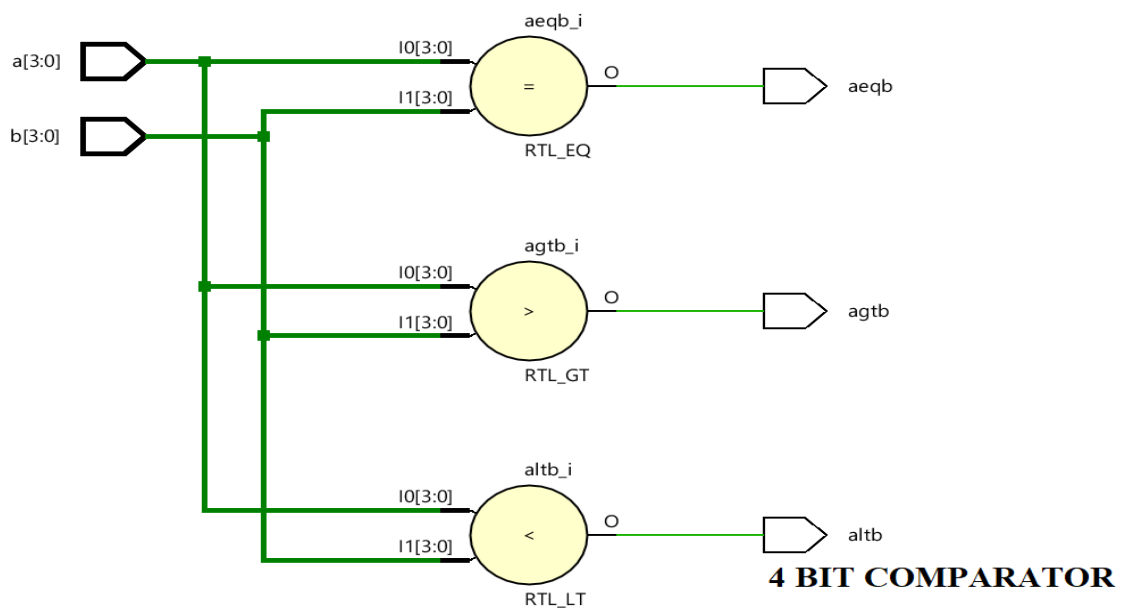 aeqb_i
a[3:0]
I0[3:0]
O
=
aeqb
I1[3:0]
b[3:0]
RTL_EQ
agtb_i
I0[3:0]
O
>
agtb
I1[3:0]
RTL_GT
altb_i
I0[3:0]
O
<
altb
I1[3:0]
4 BIT COMPARATOR
RTL_LT